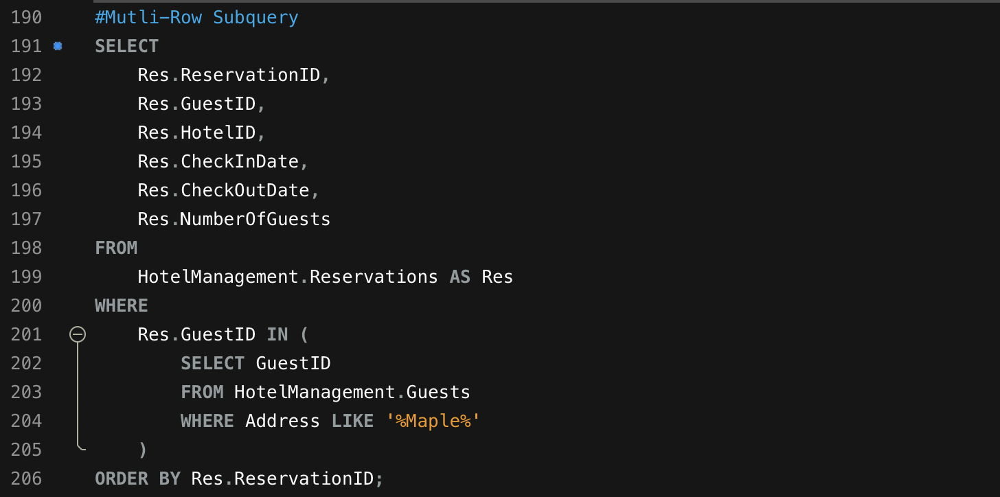 190 #Mutli-Row Subquery
191 SELECT
192 Res.ReservationID,
193 Res.GuestID,
194 Res.HotelID,
195 Res.CheckInDate,
196 Res.CheckOutDate,
197 Res.NumberOfGuests
198 FROM
199 HotelManagement.Reservations AS Res
200 WHERE
201 Res.GuestID IN (
202 SELECT GuestID
203 FROM HotelManagement.Guests
204 WHERE Address LIKE '%Maple%'
205 )
206 ORDER BY Res.ReservationID;